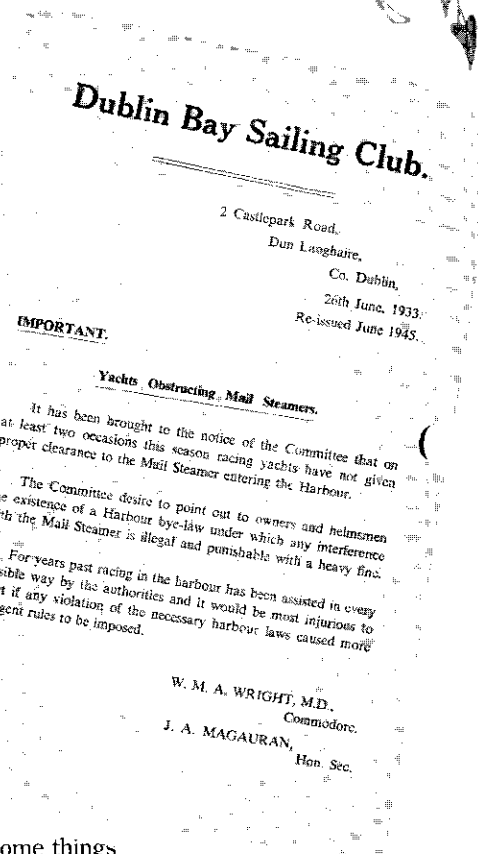 Dublin Bay Sailing Club.
2 Castlepark Road,
Dun Laoghaire,
Co. Dublin,
26th June, 1933.
Re-issued June 1945.
IMPORTANT.
Yachts Obstructing Mail Steamers.
It has been brought to the notice of the Committee that on
at least two occasions this season racing yachts have not given
proper clearance to the Mail Steamer entering the Harbour.
The Committee desire to point out to owners and helmsmen
e existence of a Harbour bye-law under which any interference
th the Mail Steamer is illegal and punishable with a heavy fine.
For years past racing in the harbour has been assisted in every
sible way by the authorities and it would be most injurious to
t if any violation of the necessary harbour laws caused more
gent rules to be imposed.
W. M. A. WRIGHT, M.D.,
Commodore.
J. A. MAGAURAN,
Hon. Sec.
ome things